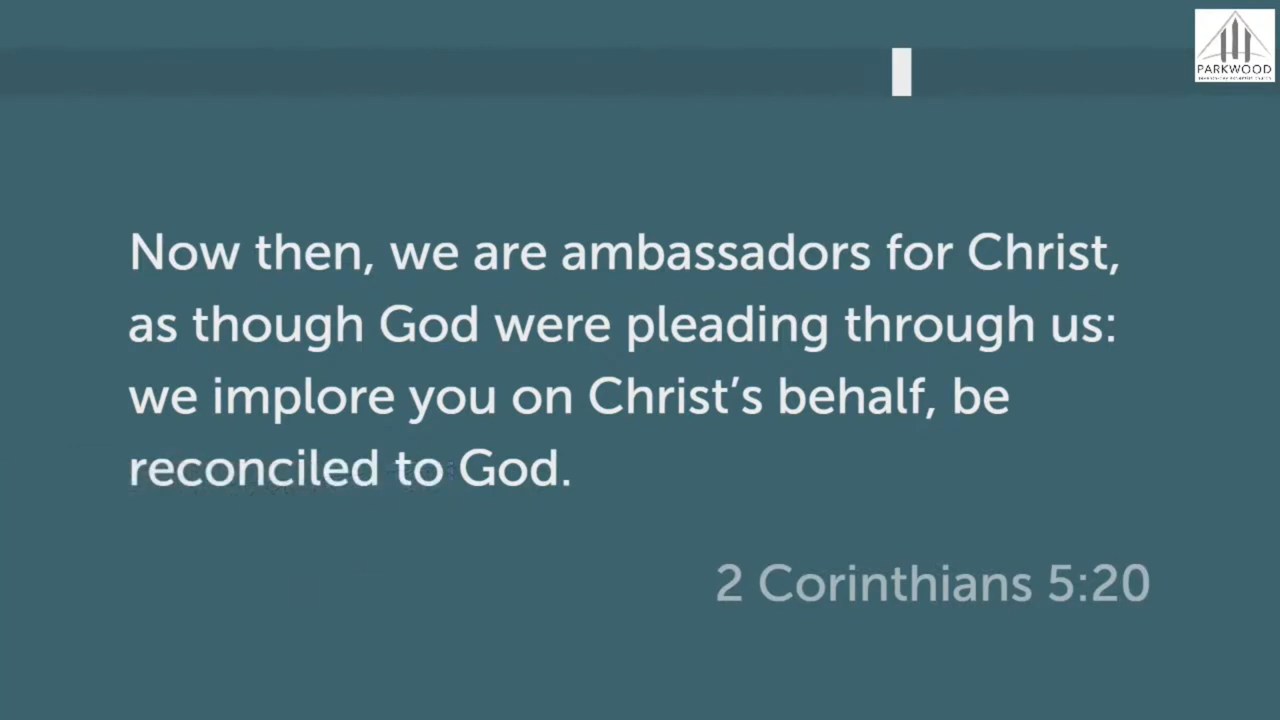 PARKWOOD
Now then, we are ambassadors for Christ,
as though God were pleading through us:
we implore you on Christ’s behalf, be
reconciled to God.
2 Corinthians 5:20